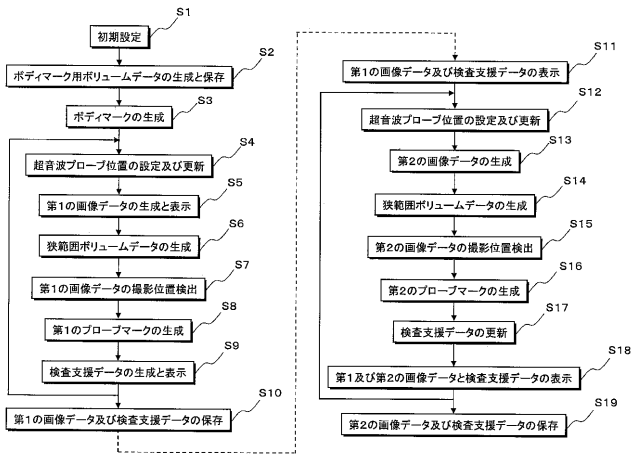 S1
初期設定
S2
ボディマーク用ボリュームデータの生成と保存
S3
ボディマークの生成
S4
超音波プローブ位置の設定及び更新
S5
第1の画像データの生成と表示
S6
狭範囲ボリュームデータの生成
S7
第1の画像データの撮影位置検出
S8
第1のプローブマークの生成
S9
検査支援データの生成と表示
S10
第1の画像データ及び検査支援データの保存
S11
第1の画像データ及び検査支援データの表示
S12
超音波プローブ位置の設定及び更新
S13
第2の画像データの生成
S14
狭範囲ボリュームデータの生成
S15
第2の画像データの撮影位置検出
S16
第2のプローブマークの生成
S17
検査支援データの更新
S18
第1及び第2の画像データと検査支援データの表示
S19
第2の画像データ及び検査支援データの保存